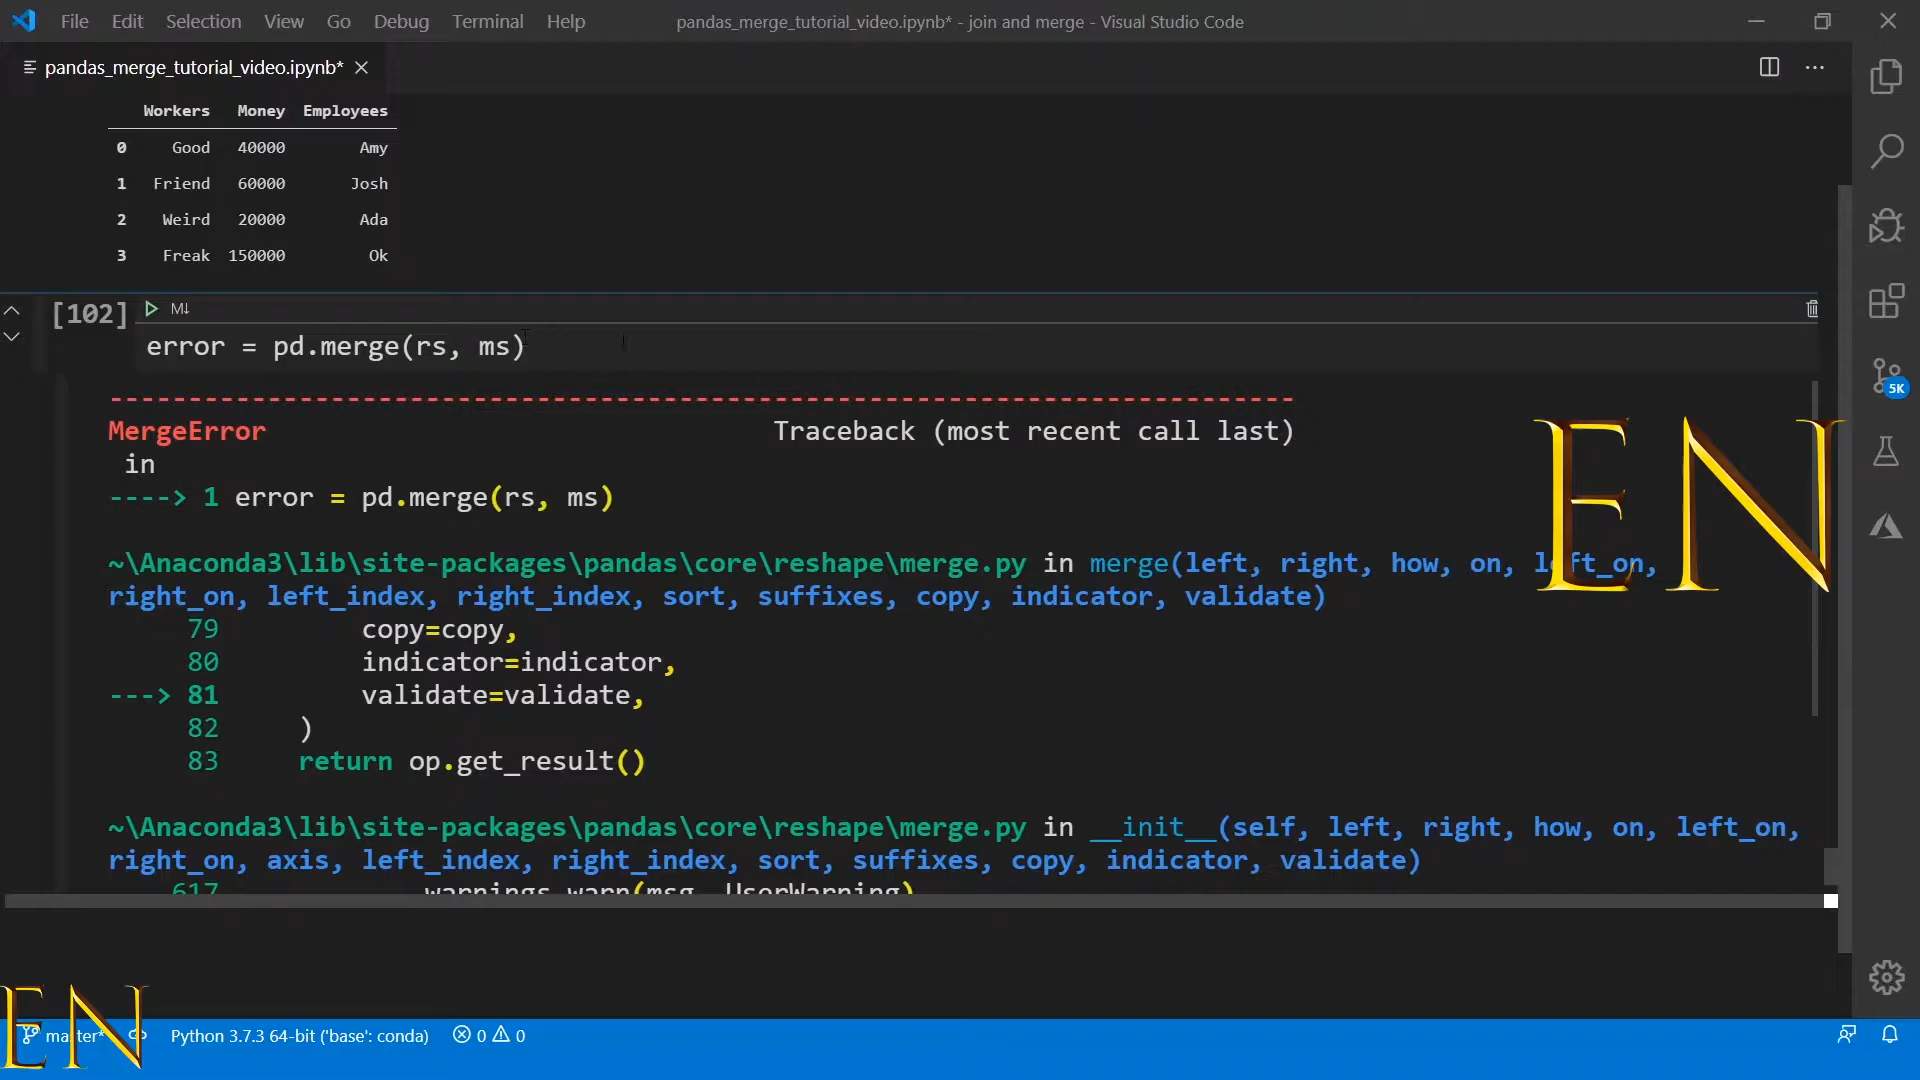 File Edit Selection View Go Debug Terminal Help pandas_merge_tutorial_video.ipynb* - join and merge - Visual Studio Code
pandas_merge_tutorial_video.ipynb*
Workers Money Employees
0 Good 40000 Amy
1 Friend 60000 Josh
2 Weird 20000 Ada
3 Freak 150000 Ok
[102] M↓
error = pd.merge(rs, ms)
---------------------------------------------------------------------------
MergeError Traceback (most recent call last)
in
----> 1 error = pd.merge(rs, ms)
~\Anaconda3\lib\site-packages\pandas\core\reshape\merge.py in merge(left, right, how, on, left_on,
right_on, left_index, right_index, sort, suffixes, copy, indicator, validate)
79 copy=copy,
80 indicator=indicator,
---> 81 validate=validate,
82 )
83 return op.get_result()
~\Anaconda3\lib\site-packages\pandas\core\reshape\merge.py in __init__(self, left, right, how, on, left_on,
right_on, axis, left_index, right_index, sort, suffixes, copy, indicator, validate)
617 warnings.warn(msg, UserWarning)
5K
EN
EN
master* Python 3.7.3 64-bit ('base': conda) 0 0